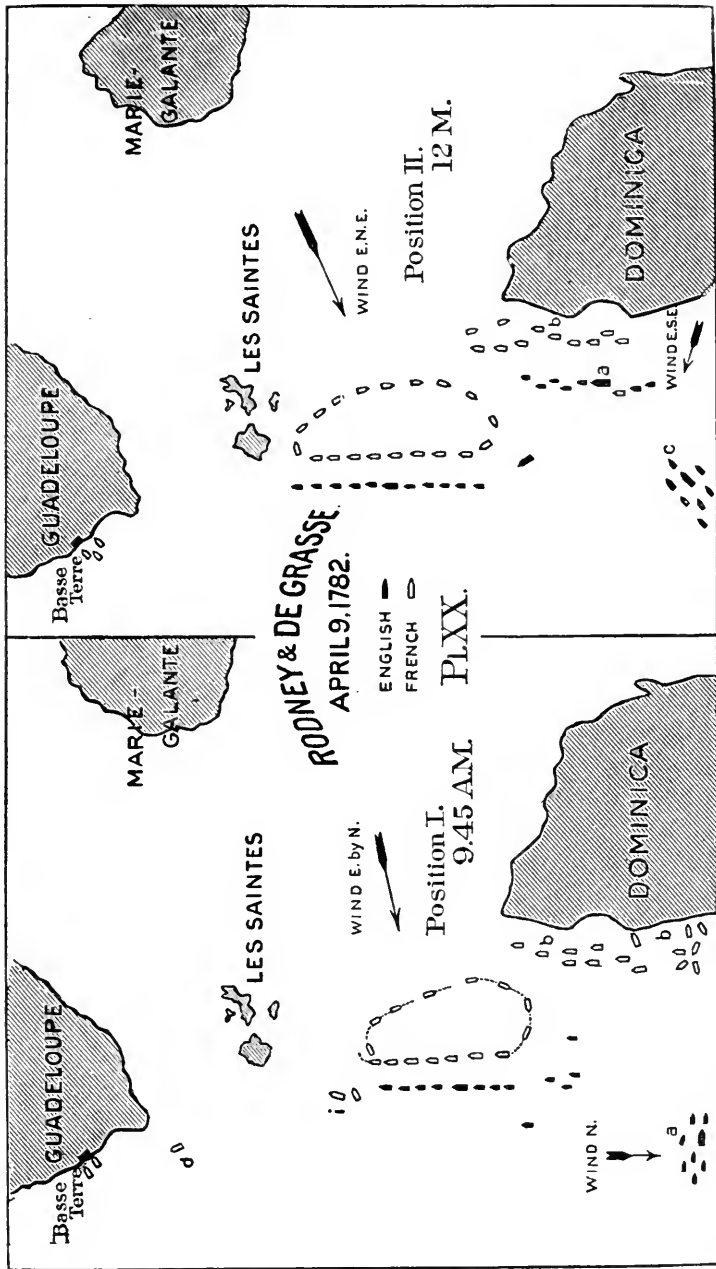 RODNEY & DE GRASSE.
APRIL 9, 1782.
ENGLISH
FRENCH
PL. XX.
GUADELOUPE
Basse
Terre
d
MARIE-
GALANTE
LES SAINTES
i
WIND E. by N.
Position I.
9.45 A.M.
DOMINICA
b
b
WIND N.
a
GUADELOUPE
Basse
Terre
MARIE-
GALANTE
LES SAINTES
WIND E.N.E.
Position II.
12 M.
DOMINICA
b
a
WIND E.S.E.
c